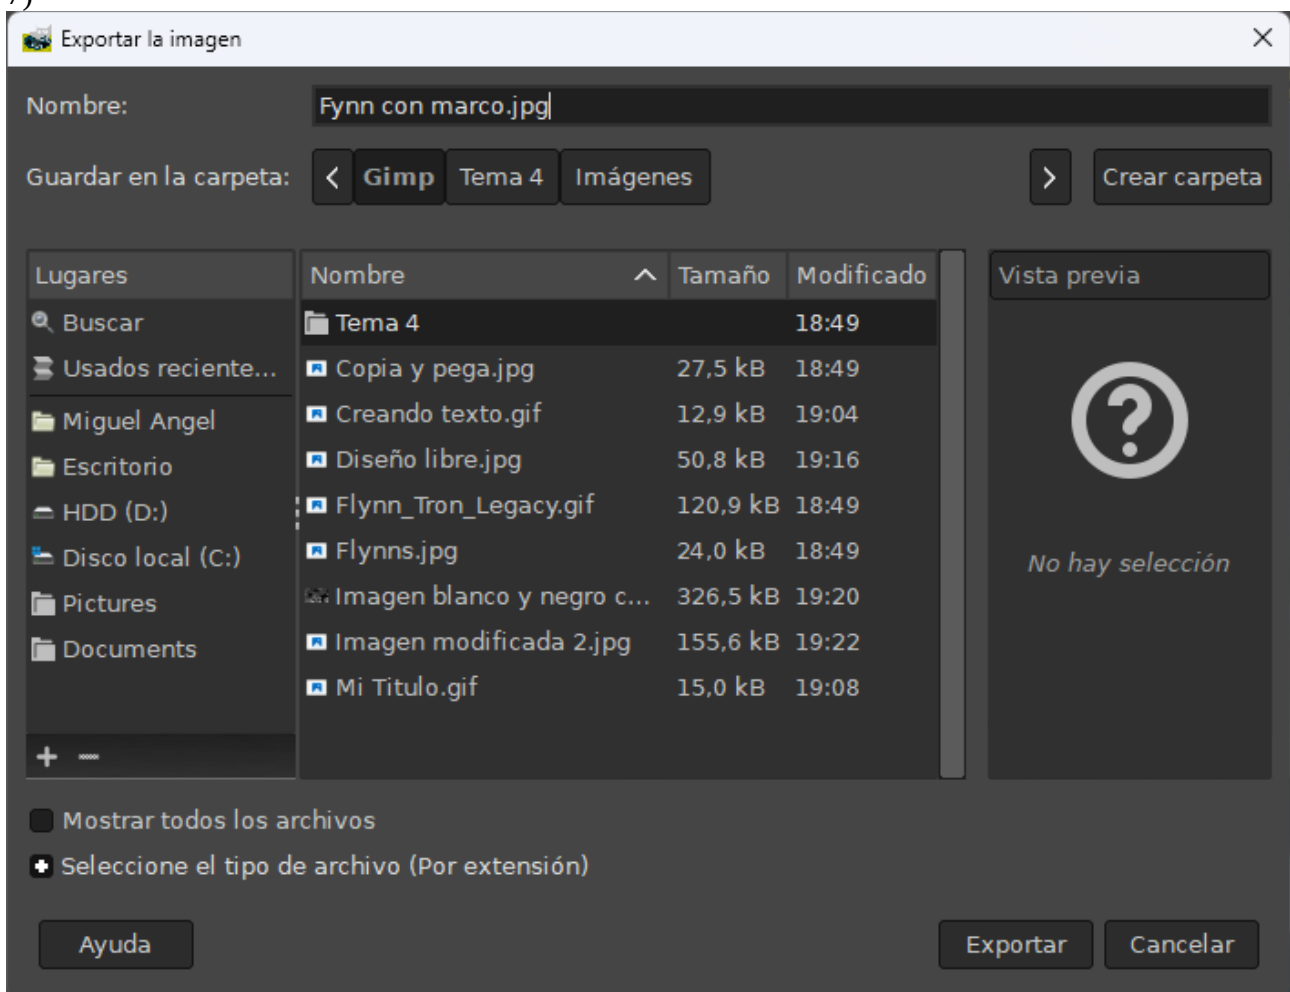 7)
Exportar la imagen
Nombre: Fynn con marco.jpg
Guardar en la carpeta: Gimp Tema 4 Imágenes Crear carpeta
Lugares Nombre Tamaño Modificado Vista previa
Buscar Tema 4 18:49
Usados reciente... Copia y pega.jpg 27,5 kB 18:49
Miguel Angel Creando texto.gif 12,9 kB 19:04
Escritorio Diseño libre.jpg 50,8 kB 19:16
HDD (D:) Flynn_Tron_Legacy.gif 120,9 kB 18:49
Disco local (C:) Flynns.jpg 24,0 kB 18:49 No hay selección
Pictures Imagen blanco y negro c... 326,5 kB 19:20
Documents Imagen modificada 2.jpg 155,6 kB 19:22
Mi Titulo.gif 15,0 kB 19:08
Mostrar todos los archivos
Seleccione el tipo de archivo (Por extensión)
Ayuda Exportar Cancelar